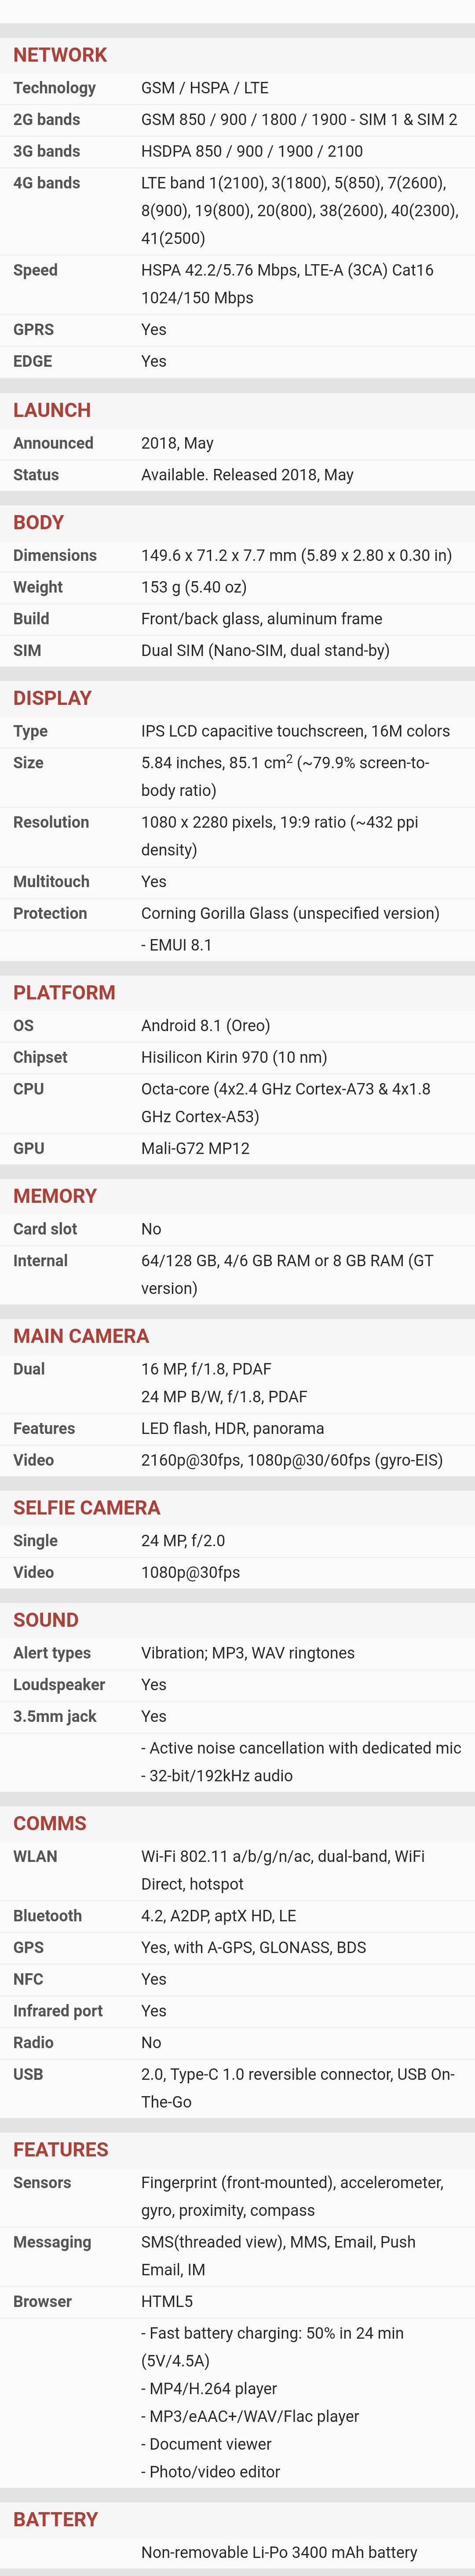 NETWORK
Technology GSM / HSPA / LTE
2G bands GSM 850 / 900 / 1800 / 1900 - SIM 1 & SIM 2
3G bands HSDPA 850 / 900 / 1900 / 2100
4G bands LTE band 1(2100), 3(1800), 5(850), 7(2600),
8(900), 19(800), 20(800), 38(2600), 40(2300),
41(2500)
Speed HSPA 42.2/5.76 Mbps, LTE-A (3CA) Cat16
1024/150 Mbps
GPRS Yes
EDGE Yes
LAUNCH
Announced 2018, May
Status Available. Released 2018, May
BODY
Dimensions 149.6 x 71.2 x 7.7 mm (5.89 x 2.80 x 0.30 in)
Weight 153 g (5.40 oz)
Build Front/back glass, aluminum frame
SIM Dual SIM (Nano-SIM, dual stand-by)
DISPLAY
Type IPS LCD capacitive touchscreen, 16M colors
Size 5.84 inches, 85.1 cm² (~79.9% screen-to-
body ratio)
Resolution 1080 x 2280 pixels, 19:9 ratio (~432 ppi
density)
Multitouch Yes
Protection Corning Gorilla Glass (unspecified version)
- EMUI 8.1
PLATFORM
OS Android 8.1 (Oreo)
Chipset Hisilicon Kirin 970 (10 nm)
CPU Octa-core (4x2.4 GHz Cortex-A73 & 4x1.8
GHz Cortex-A53)
GPU Mali-G72 MP12
MEMORY
Card slot No
Internal 64/128 GB, 4/6 GB RAM or 8 GB RAM (GT
version)
MAIN CAMERA
Dual 16 MP, f/1.8, PDAF
24 MP B/W, f/1.8, PDAF
Features LED flash, HDR, panorama
Video 2160p@30fps, 1080p@30/60fps (gyro-EIS)
SELFIE CAMERA
Single 24 MP, f/2.0
Video 1080p@30fps
SOUND
Alert types Vibration; MP3, WAV ringtones
Loudspeaker Yes
3.5mm jack Yes
- Active noise cancellation with dedicated mic
- 32-bit/192kHz audio
COMMS
WLAN Wi-Fi 802.11 a/b/g/n/ac, dual-band, WiFi
Direct, hotspot
Bluetooth 4.2, A2DP, aptX HD, LE
GPS Yes, with A-GPS, GLONASS, BDS
NFC Yes
Infrared port Yes
Radio No
USB 2.0, Type-C 1.0 reversible connector, USB On-
The-Go
FEATURES
Sensors Fingerprint (front-mounted), accelerometer,
gyro, proximity, compass
Messaging SMS(threaded view), MMS, Email, Push
Email, IM
Browser HTML5
- Fast battery charging: 50% in 24 min
(5V/4.5A)
- MP4/H.264 player
- MP3/eAAC+/WAV/Flac player
- Document viewer
- Photo/video editor
BATTERY
Non-removable Li-Po 3400 mAh battery